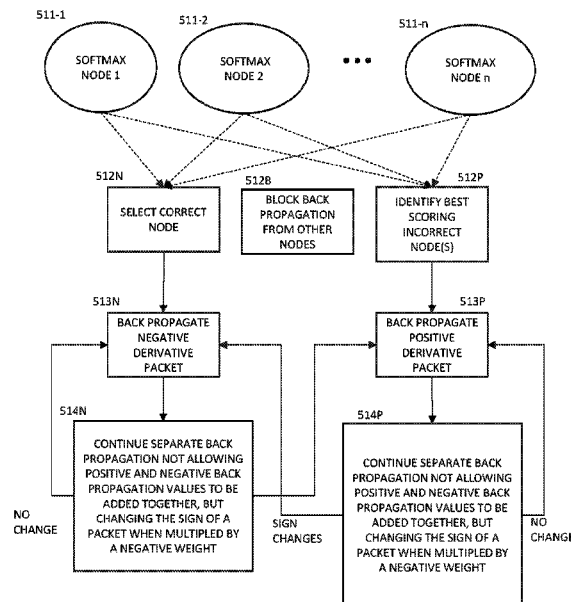 511-1
511-2
511-n
SOFTMAX
NODE 1
SOFTMAX
NODE 2
SOFTMAX
NODE n
512N
512B
512P
SELECT CORRECT
NODE
BLOCK BACK
PROPAGATION
FROM OTHER
NODES
IDENTIFY BEST
SCORING
INCORRECT
NODE(S)
513N
513P
BACK PROPAGATE
NEGATIVE
DERIVATIVE
PACKET
BACK PROPAGATE
POSITIVE
DERIVATIVE
PACKET
514N
514P
CONTINUE SEPARATE BACK
PROPAGATION NOT ALLOWING
POSITIVE AND NEGATIVE BACK
PROPAGATION VALUES TO BE
ADDED TOGETHER, BUT
CHANGING THE SIGN OF A
PACKET WHEN MULTIPLIED BY
A NEGATIVE WEIGHT
CONTINUE SEPARATE BACK
PROPAGATION NOT ALLOWING
POSITIVE AND NEGATIVE BACK
PROPAGATION VALUES TO BE
ADDED TOGETHER, BUT
CHANGING THE SIGN OF A
PACKET WHEN MULTIPLIED BY
A NEGATIVE WEIGHT
NO
CHANGE
SIGN
CHANGES
NO
CHANGE